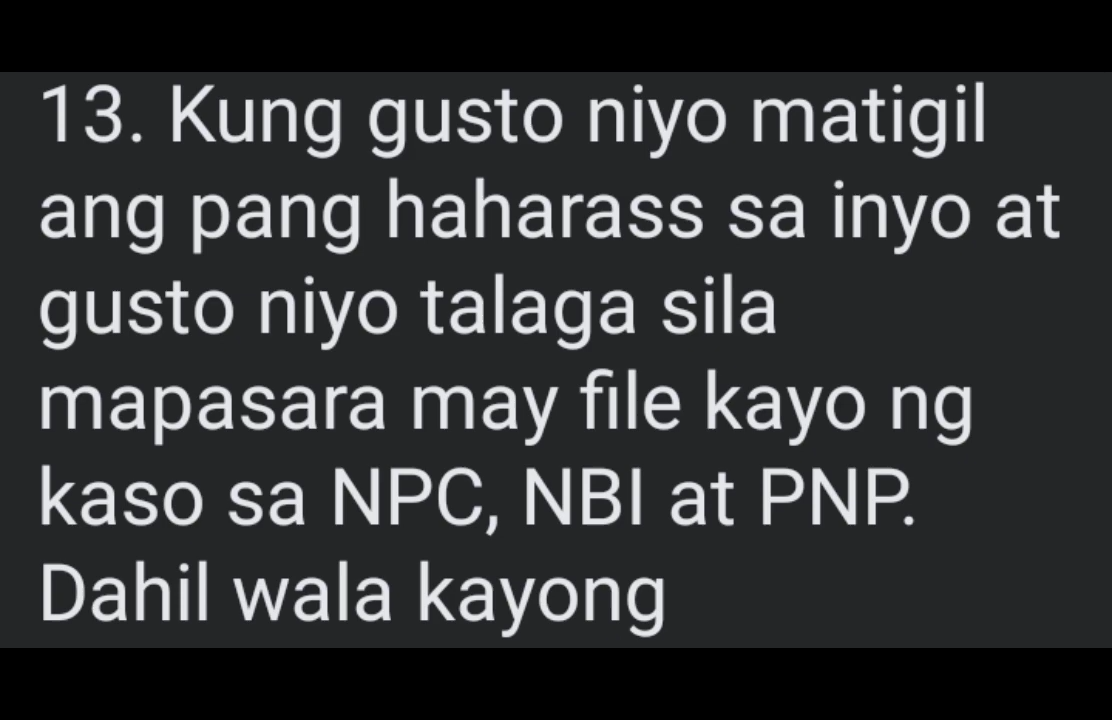 13. Kung gusto niyo matigil
ang pang haharass sa inyo at
gusto niyo talaga sila
mapasara may file kayo ng
kaso sa NPC, NBI at PNP.
Dahil wala kayong